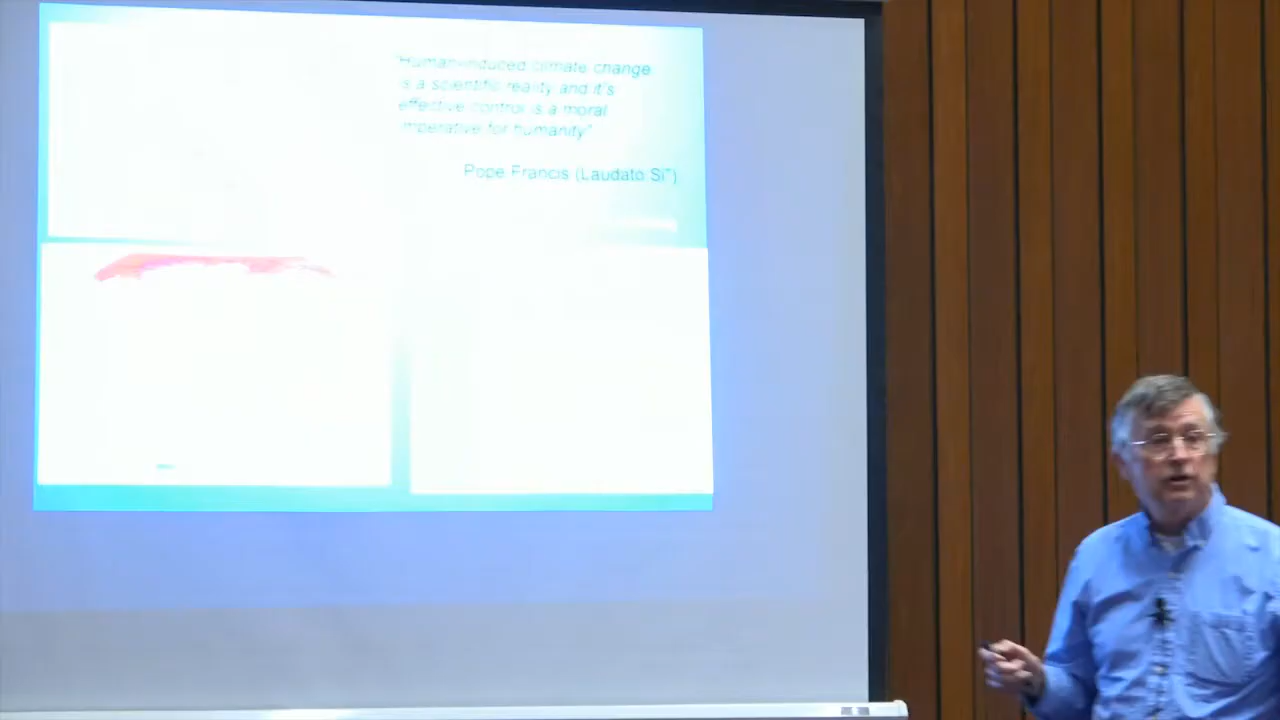 "Human-induced climate change
is a scientific reality and it's
effective control is a moral
imperative for humanity"
Pope Francis (Laudato Si")